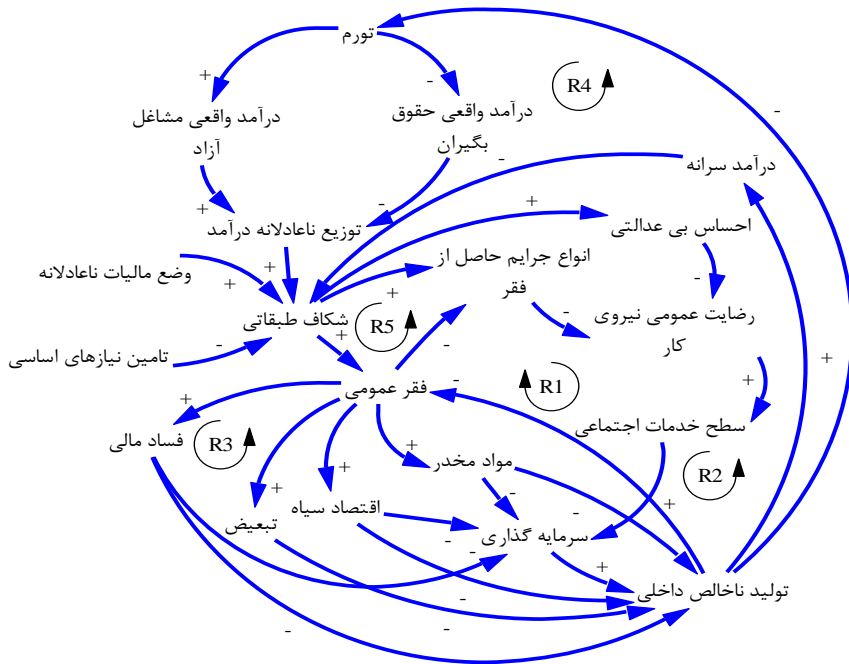 تورم
+
-
R4
-
درآمد واقعی مشاغل
آزاد
درآمد واقعی حقوق
بگیران
-
درآمد سرانه
+
-
+
توزیع ناعادلانه درآمد
احساس بی عدالتی
وضع مالیات ناعادلانه
+
+
انواع جرایم حاصل از
فقر
+
-
-
شکاف طبقاتی
+
R5
رضایت عمومی نیروی
کار
تامین نیازهای اساسی
-
-
+
+
فقر عمومی
-
R1
+
فساد مالی
R3
+
سطح خدمات اجتماعی
مواد مخدر
R2
+
+
-
-
+
تبعیض
اقتصاد سیاه
سرمایه گذاری
-
-
+
تولید ناخالص داخلی
-
-
-